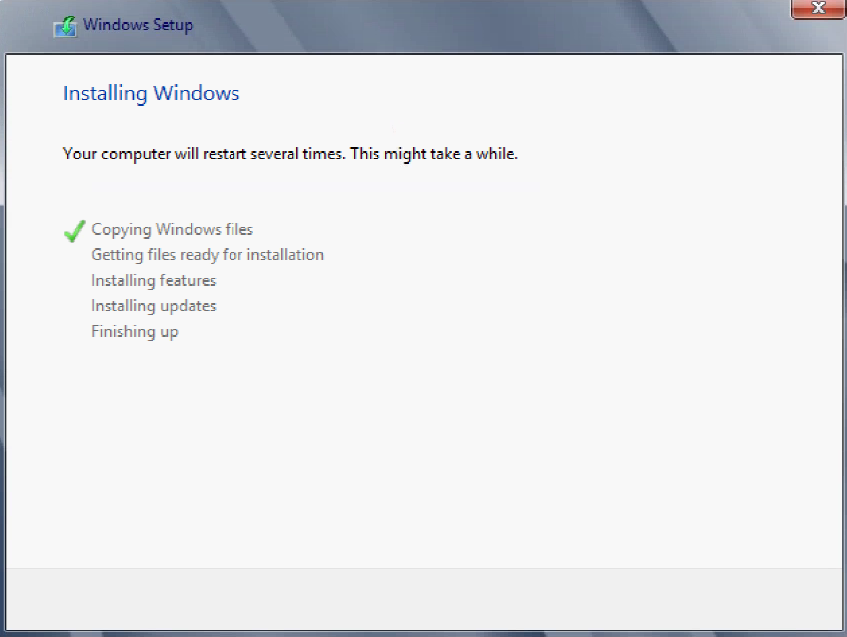 Windows Setup
Installing Windows
Your computer will restart several times. This might take a while.
Copying Windows files
Getting files ready for installation
Installing features
Installing updates
Finishing up